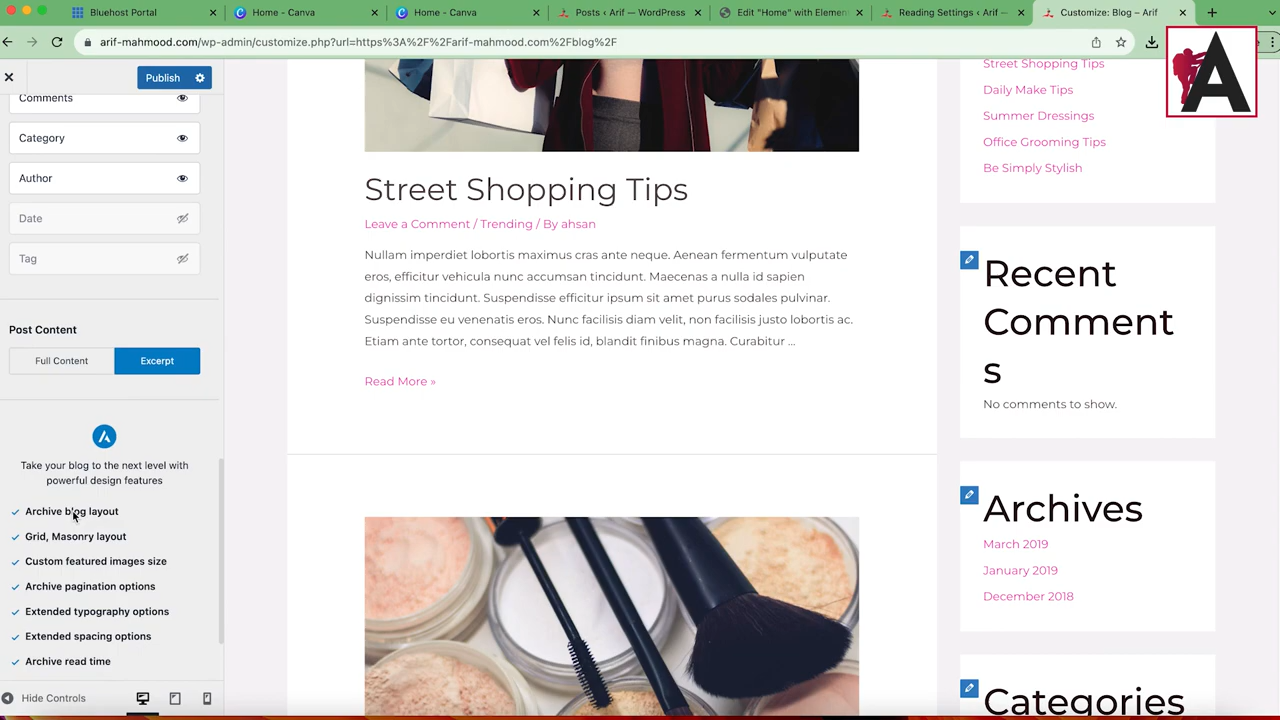 Bluehost Portal
Home - Canva
Home - Canva
Posts ‹ Arif — WordPress
Edit "Home" with Elemen
Reading Settings ‹ Arif —
Customize: Blog – Arif
arif-mahmood.com/wp-admin/customize.php?url=https%3A%2F%2Farif-mahmood.com%2Fblog%2F
A
Publish
Comments
Category
Author
Date
Tag
Post Content
Full Content
Excerpt
Take your blog to the next level with
powerful design features
Archive blog layout
Grid, Masonry layout
Custom featured images size
Archive pagination options
Extended typography options
Extended spacing options
Archive read time
Hide Controls
Street Shopping Tips
Leave a Comment / Trending / By ahsan
Nullam imperdiet lobortis maximus cras ante neque. Aenean fermentum vulputate
eros, efficitur vehicula nunc accumsan tincidunt. Maecenas a nulla id sapien
dignissim tincidunt. Suspendisse efficitur ipsum sit amet purus sodales pulvinar.
Suspendisse eu venenatis eros. Nunc facilisis diam velit, non facilisis justo lobortis ac.
Etiam ante tortor, consequat vel felis id, blandit finibus magna. Curabitur ...
Read More »
Street Shopping Tips
Daily Make Tips
Summer Dressings
Office Grooming Tips
Be Simply Stylish
Recent
Comment
s
No comments to show.
Archives
March 2019
January 2019
December 2018
Categories